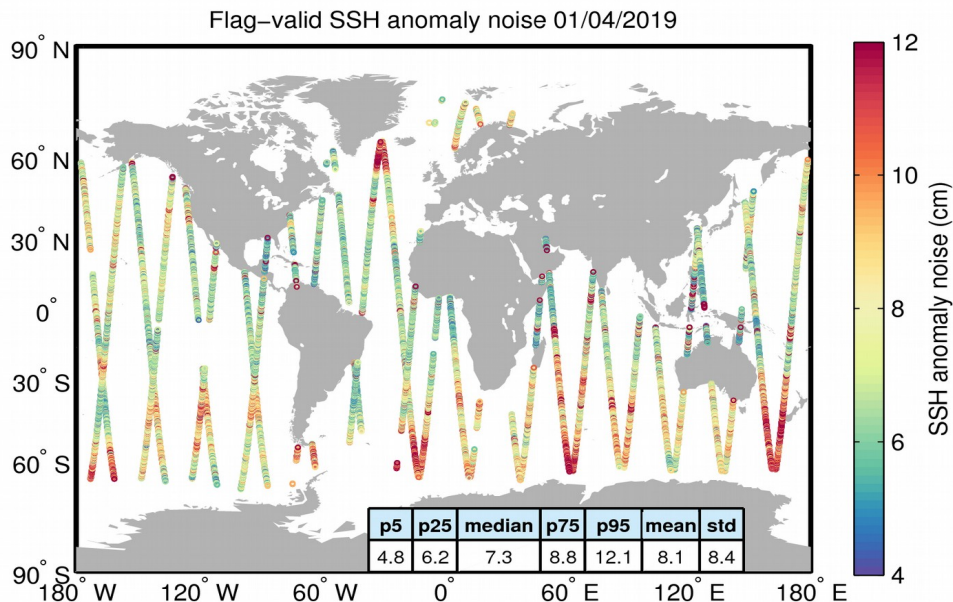 Flag−valid SSH anomaly noise 01/04/2019
90° N
60° N
30° N
0°
30° S
60° S
90° S
180° W
120° W
60° W
0°
60° E
120° E
180° E
p5 p25 median p75 p95 mean std
4.8 6.2 7.3 8.8 12.1 8.1 8.4
12
10
8
6
4
SSH anomaly noise (cm)